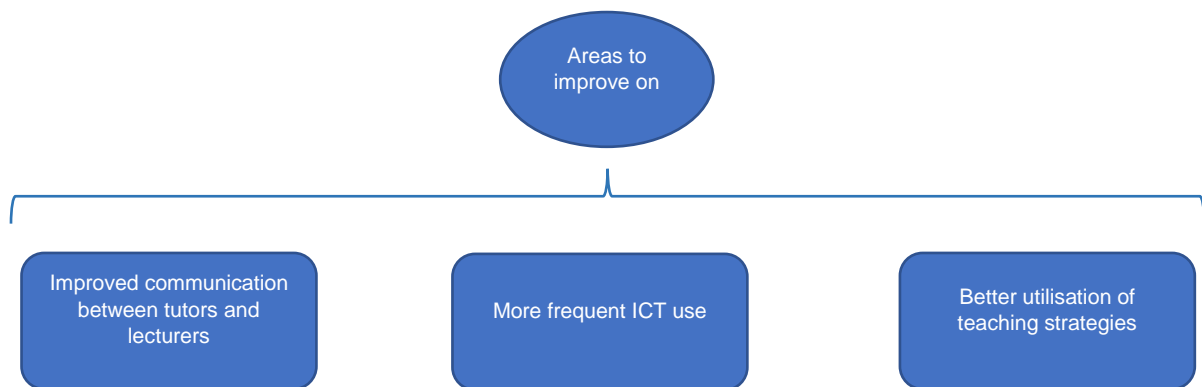 Areas to
improve on
Improved communication
between tutors and
lecturers
More frequent ICT use
Better utilisation of
teaching strategies